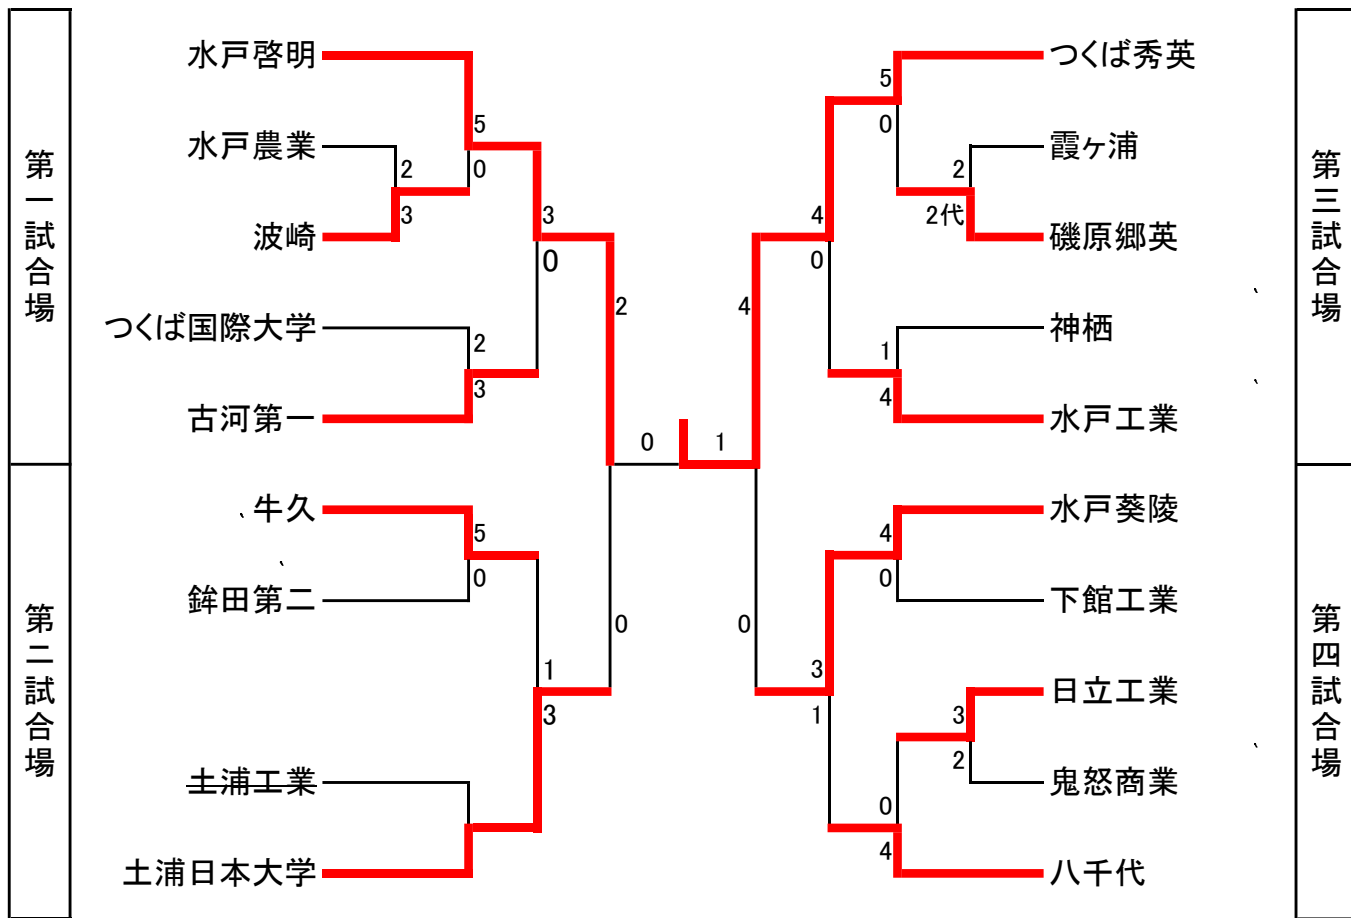 第一試合場
水戸啓明
5
水戸農業
2
0
3
波崎
3
0
つくば国際大学
2
3
古河第一
2
第二試合場
牛久
5
0
鉾田第二
1
3
土浦工業
土浦日本大学
0
0
1
第三試合場
つくば秀英
5
0
霞ヶ浦
2
2代
磯原郷英
4
0
神栖
1
4
水戸工業
4
第四試合場
水戸葵陵
4
0
下館工業
0
3
1
日立工業
3
2
鬼怒商業
0
4
八千代